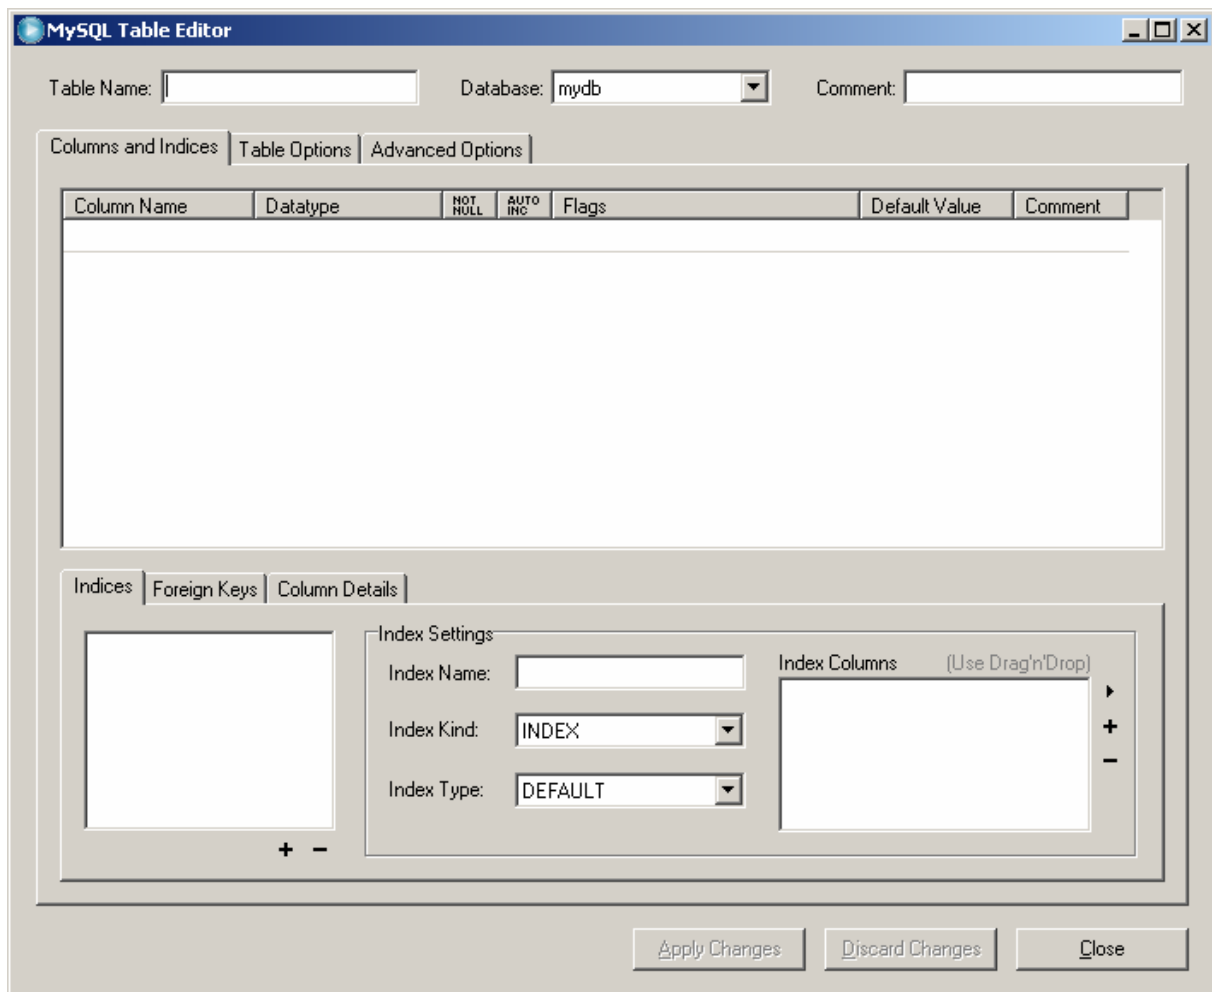 MySQL Table Editor
Table Name: Database: mydb Comment:
Columns and Indices Table Options Advanced Options
Column Name Datatype NOT NULL AUTO INC Flags Default Value Comment
Indices Foreign Keys Column Details
Index Settings
Index Name:
Index Kind: INDEX
Index Type: DEFAULT
Index Columns (Use Drag'n'Drop)
Apply Changes Discard Changes Close